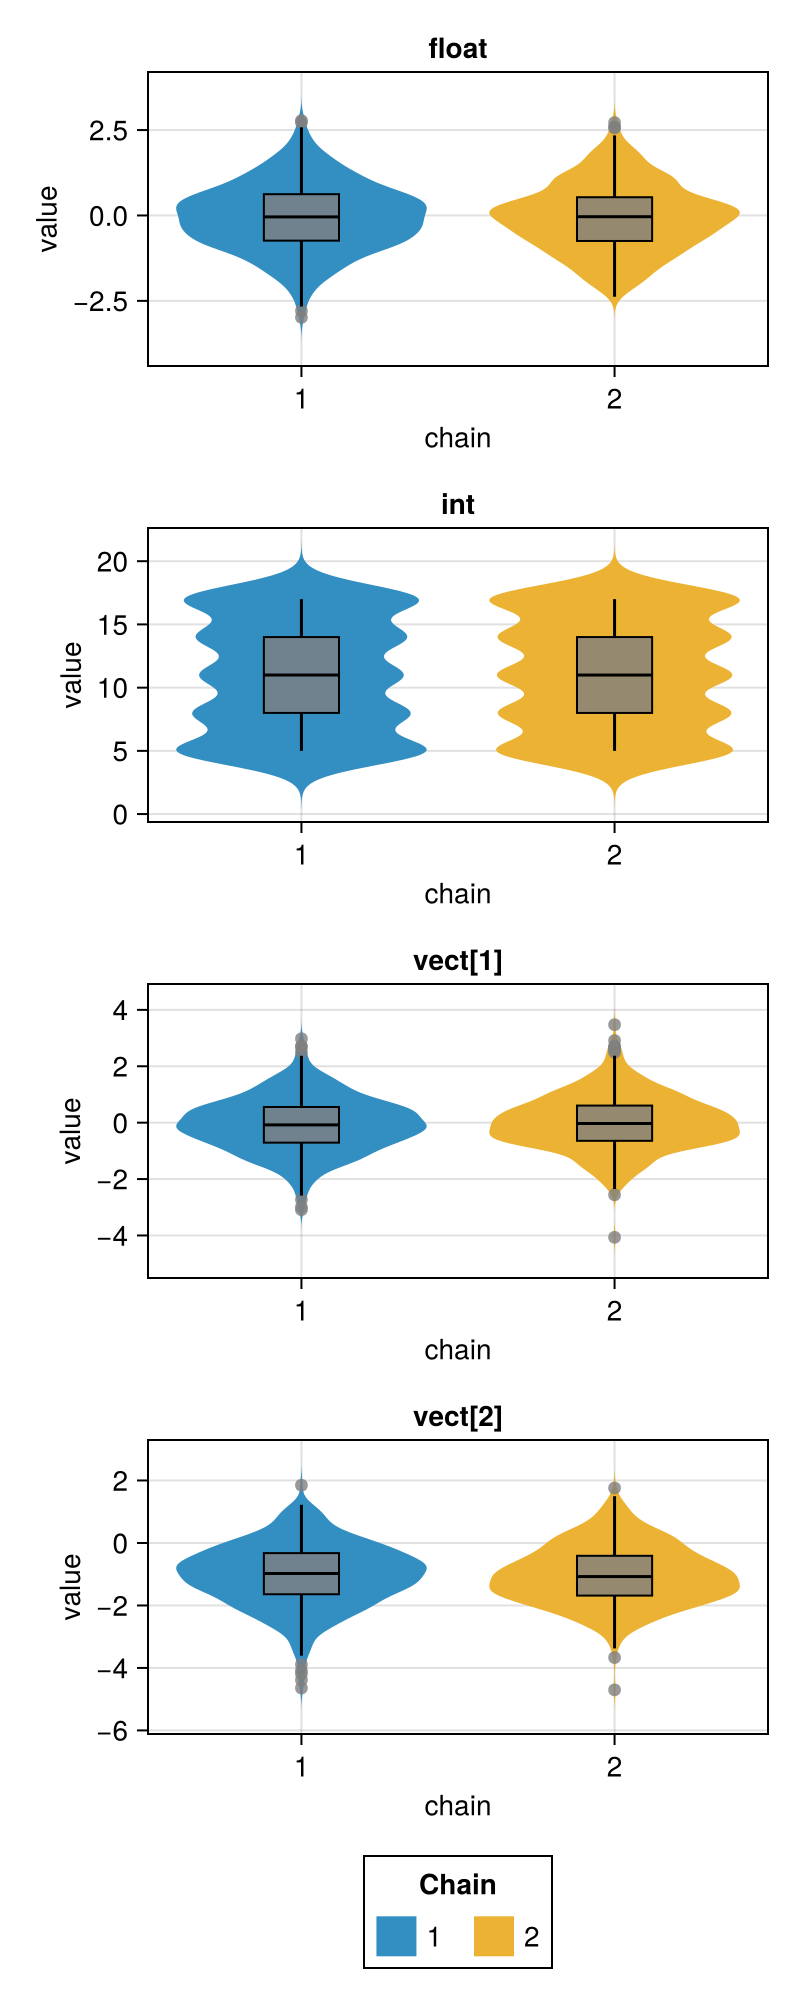 float
2.5
0.0
−2.5
value
1 2
chain
int
20
15
10
5
0
value
1 2
chain
vect[1]
4
2
0
−2
−4
value
1 2
chain
vect[2]
2
0
−2
−4
−6
value
1 2
chain
Chain
1 2